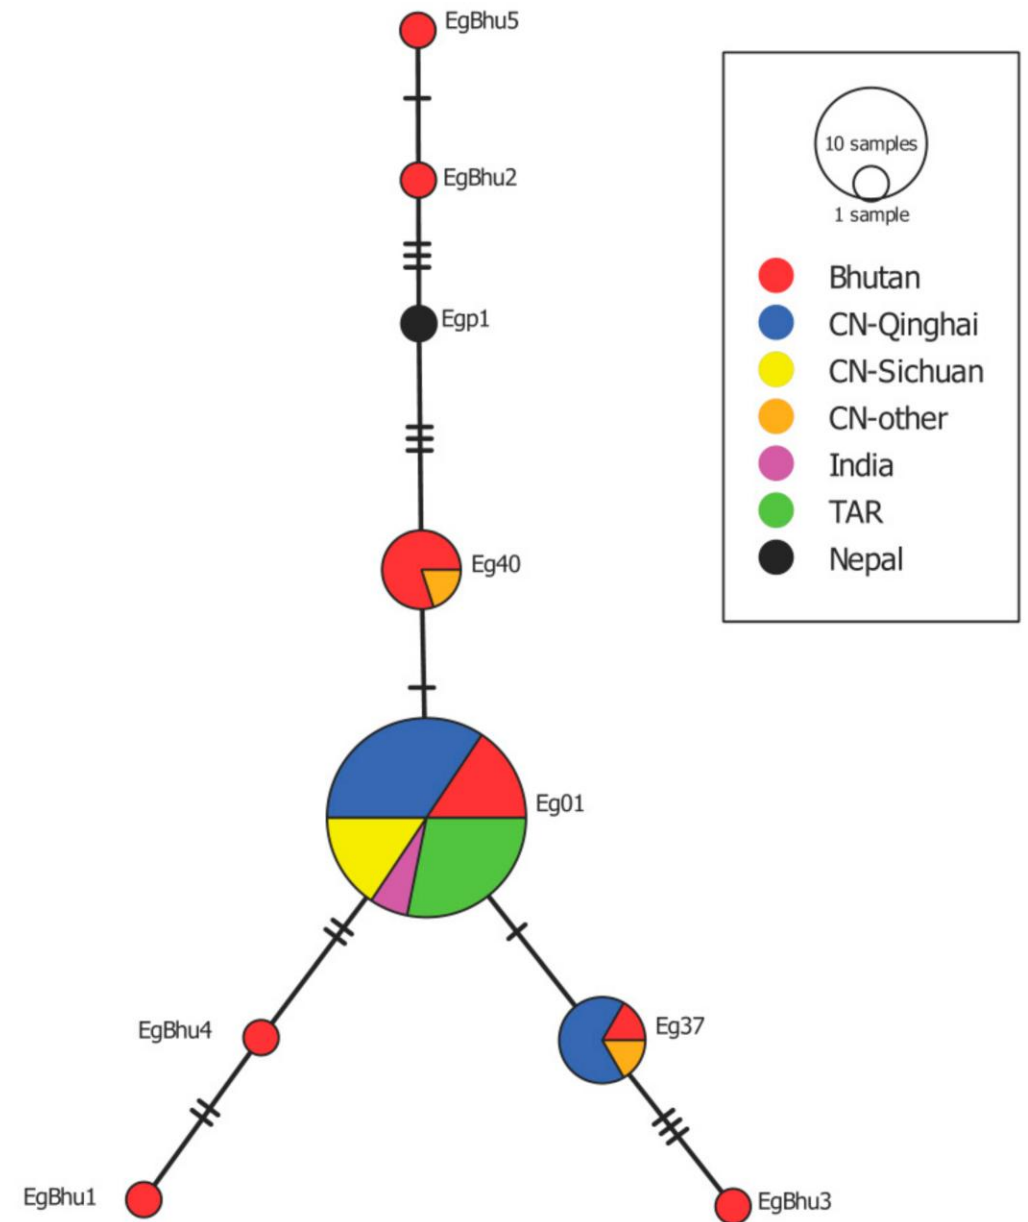 EgBhu5
EgBhu2
Egp1
Eg40
Eg01
EgBhu4
Eg37
EgBhu1
EgBhu3
10 samples
1 sample
Bhutan
CN-Qinghai
CN-Sichuan
CN-other
India
TAR
Nepal